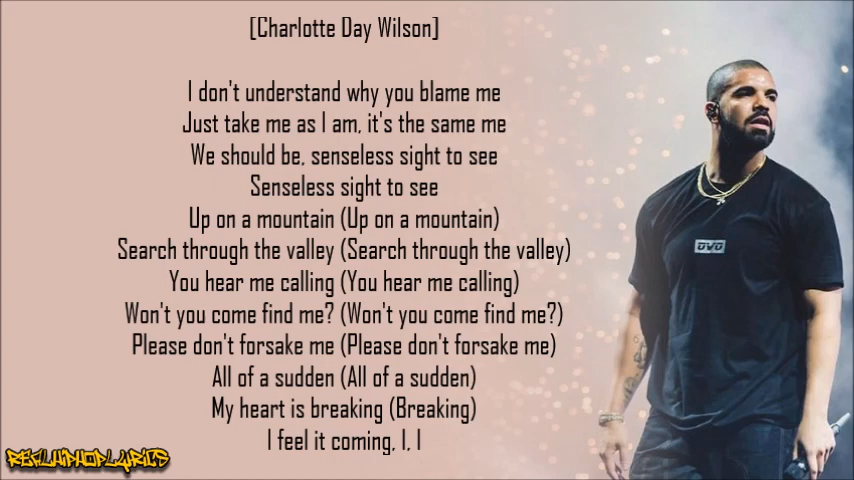 [Charlotte Day Wilson]
I don't understand why you blame me
Just take me as I am, it's the same me
We should be, senseless sight to see
Senseless sight to see
Up on a mountain (Up on a mountain)
Search through the valley (Search through the valley)
You hear me calling (You hear me calling)
Won't you come find me? (Won't you come find me?)
Please don't forsake me (Please don't forsake me)
All of a sudden (All of a sudden)
My heart is breaking (Breaking)
I feel it coming, I, I
OVO
REALHIPHOPLYRICS